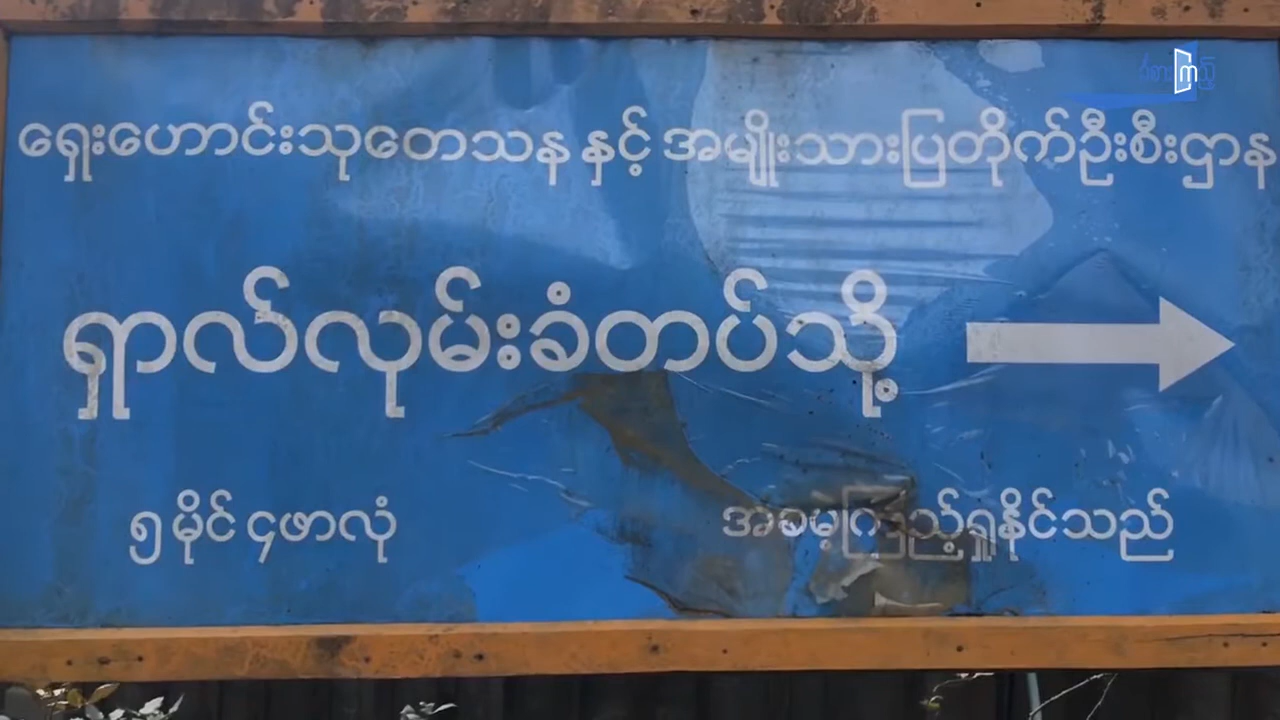 ရှေးဟောင်းသုတေသန နှင့် အမျိုးသားပြတိုက်ဦးစီးဌာန
ရှာလ်လုမ်းခံတပ်သို့
၅ မိုင် ၄ဖာလုံ
အခမဲ့ကြည့်ရှုနိုင်သည်